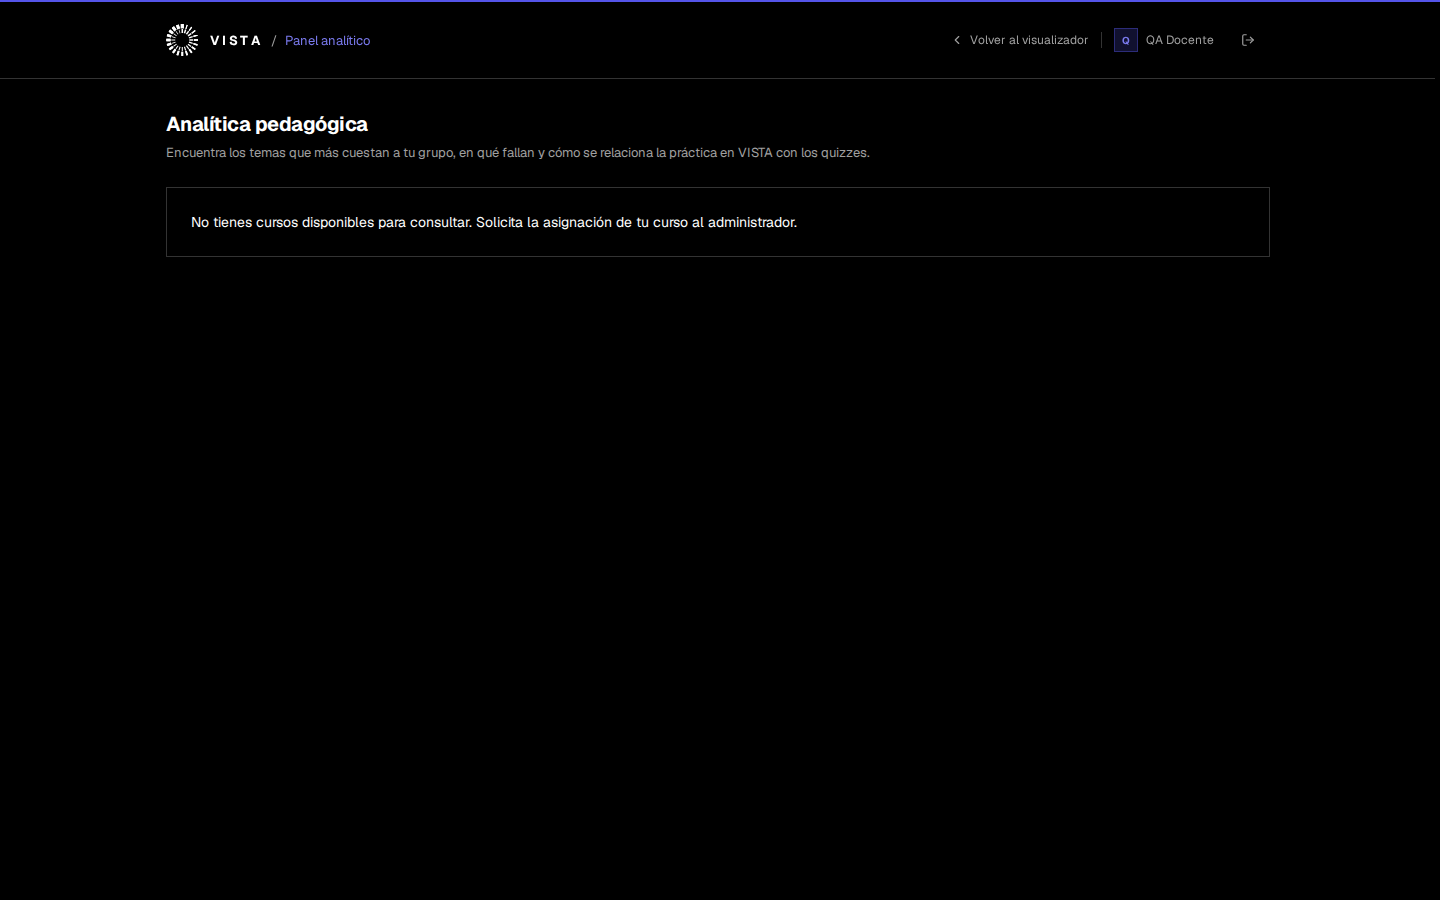 VISTA / Panel analítico
Volver al visualizador
Q QA Docente
Analítica pedagógica
Encuentra los temas que más cuestan a tu grupo, en qué fallan y cómo se relaciona la práctica en VISTA con los quizzes.
No tienes cursos disponibles para consultar. Solicita la asignación de tu curso al administrador.